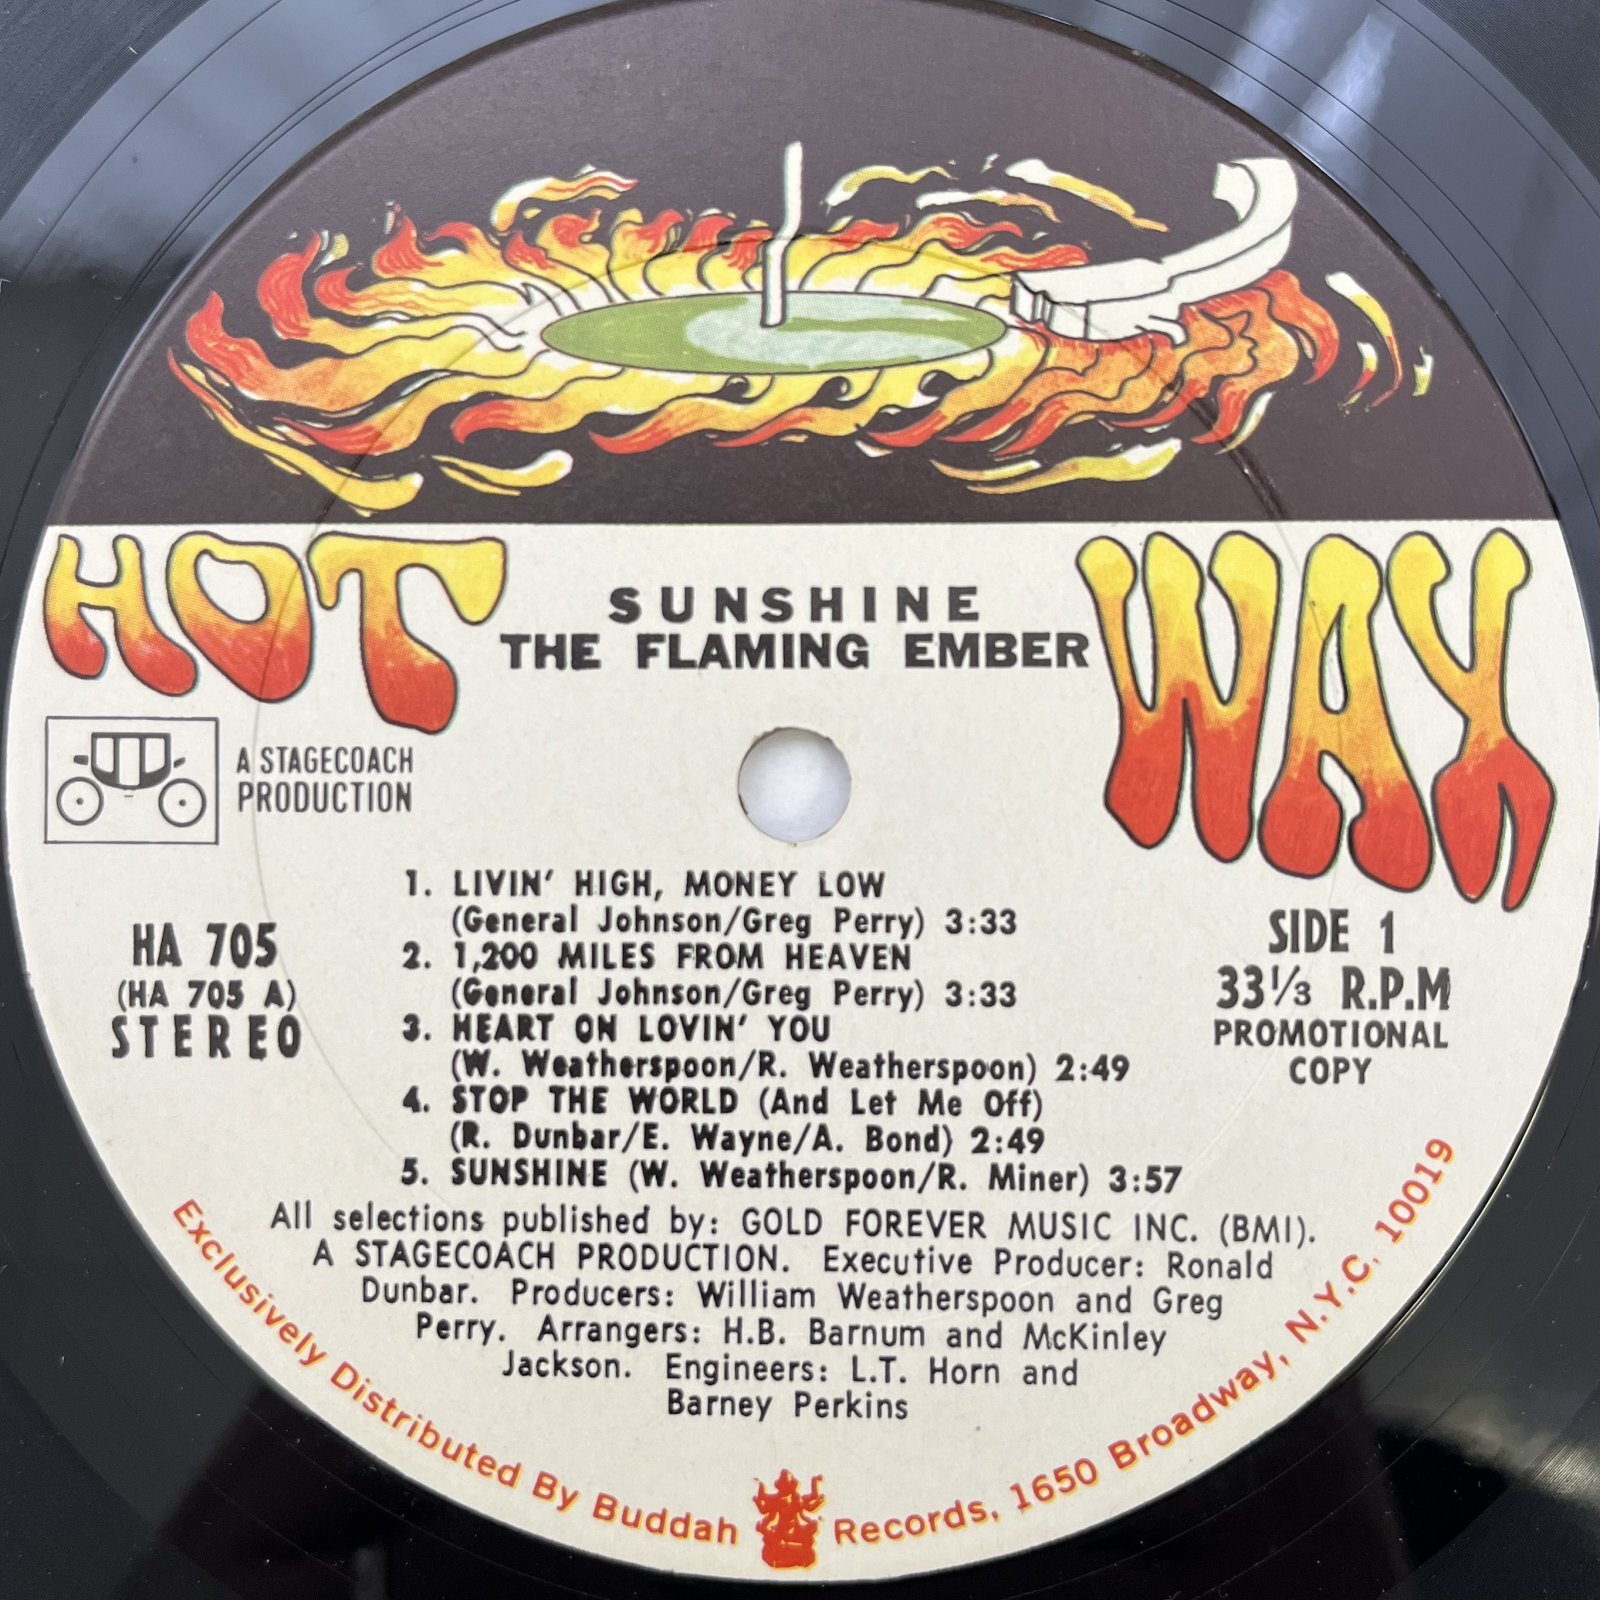 HOT WAX
SUNSHINE
THE FLAMING EMBER
A STAGECOACH
PRODUCTION
HA 705
(HA 705 A)
STEREO
SIDE 1
33⅓ R.P.M
PROMOTIONAL
COPY
1. LIVIN' HIGH, MONEY LOW
(General Johnson/Greg Perry) 3:33
2. 1,200 MILES FROM HEAVEN
(General Johnson/Greg Perry) 3:33
3. HEART ON LOVIN' YOU
(W. Weatherspoon/R. Weatherspoon) 2:49
4. STOP THE WORLD (And Let Me Off)
(R. Dunbar/E. Wayne/A. Bond) 2:49
5. SUNSHINE (W. Weatherspoon/R. Miner) 3:57
All selections published by: GOLD FOREVER MUSIC INC. (BMI).
A STAGECOACH PRODUCTION. Executive Producer: Ronald
Dunbar. Producers: William Weatherspoon and Greg
Perry. Arrangers: H.B. Barnum and McKinley
Jackson. Engineers: L.T. Horn and
Barney Perkins
Exclusively Distributed By Buddah Records, 1650 Broadway, N.Y.C. 10019